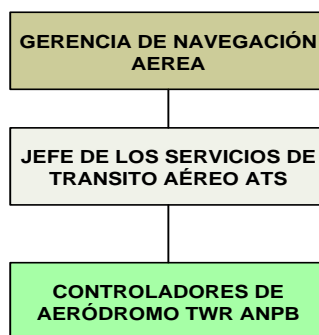 GERENCIA DE NAVEGACIÓN
AEREA
JEFE DE LOS SERVICIOS DE
TRANSITO AÉREO ATS
CONTROLADORES DE
AERÓDROMO TWR ANPB